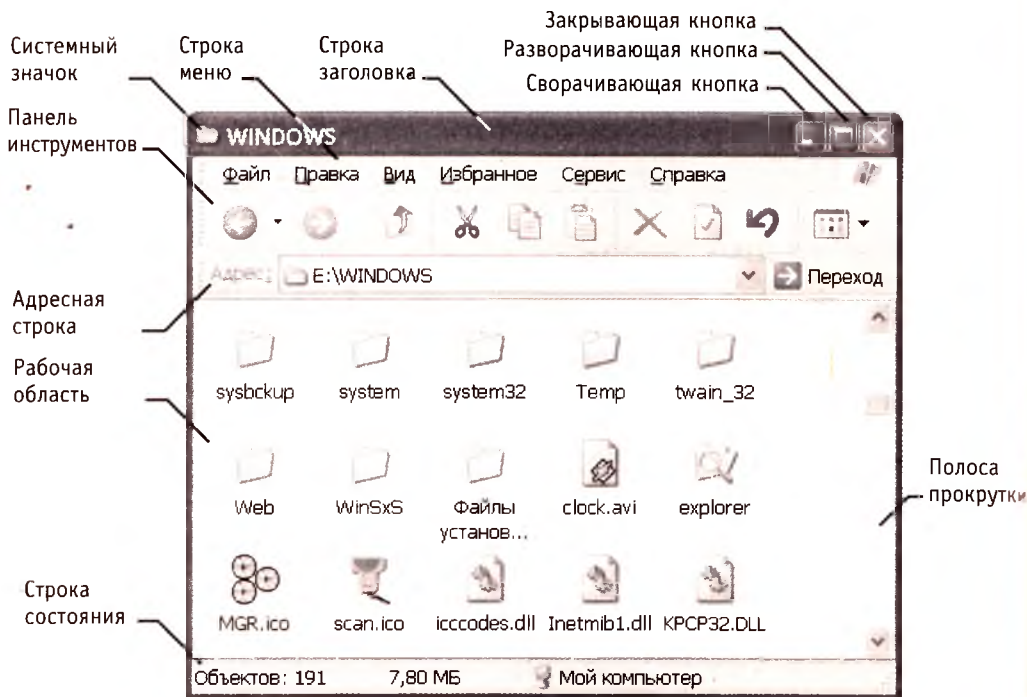 Закрывающая кнопка
Разворачивающая кнопка
Сворачивающая кнопка
Системный
значок
Строка
меню
Строка
заголовка
Панель
инструментов
WINDOWS
Файл Правка Вид Избранное Сервис Справка
Адрес: E:\WINDOWS Переход
Адресная
строка
Рабочая
область
sysbckup system system32 Temp twain_32
Web WinSxS Файлы
установ...
clock.avi explorer
Полоса
прокрутки
Строка
состояния
MGR.ico scan.ico icccodes.dll Inetmib1.dll KPCP32.DLL
Объектов: 191 7,80 МБ Мой компьютер